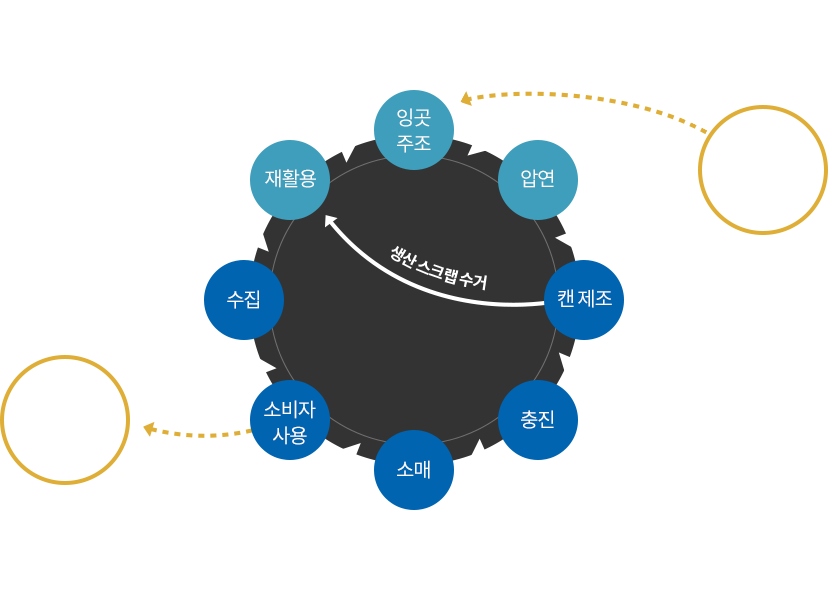 잉곳
주조
재활용
압연
생산 스크랩 수거
수집
캔 제조
소비자
사용
충진
소매